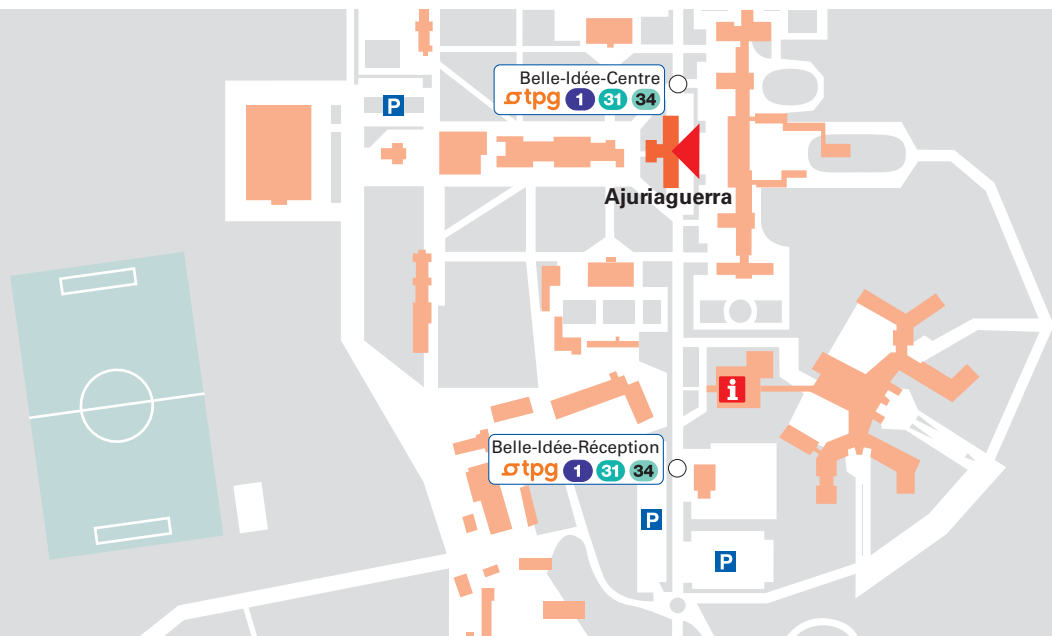 Belle-Idée-Centre
tpg 1 31 34
P
Ajuriaguerra
i
Belle-Idée-Réception
tpg 1 31 34
P
P